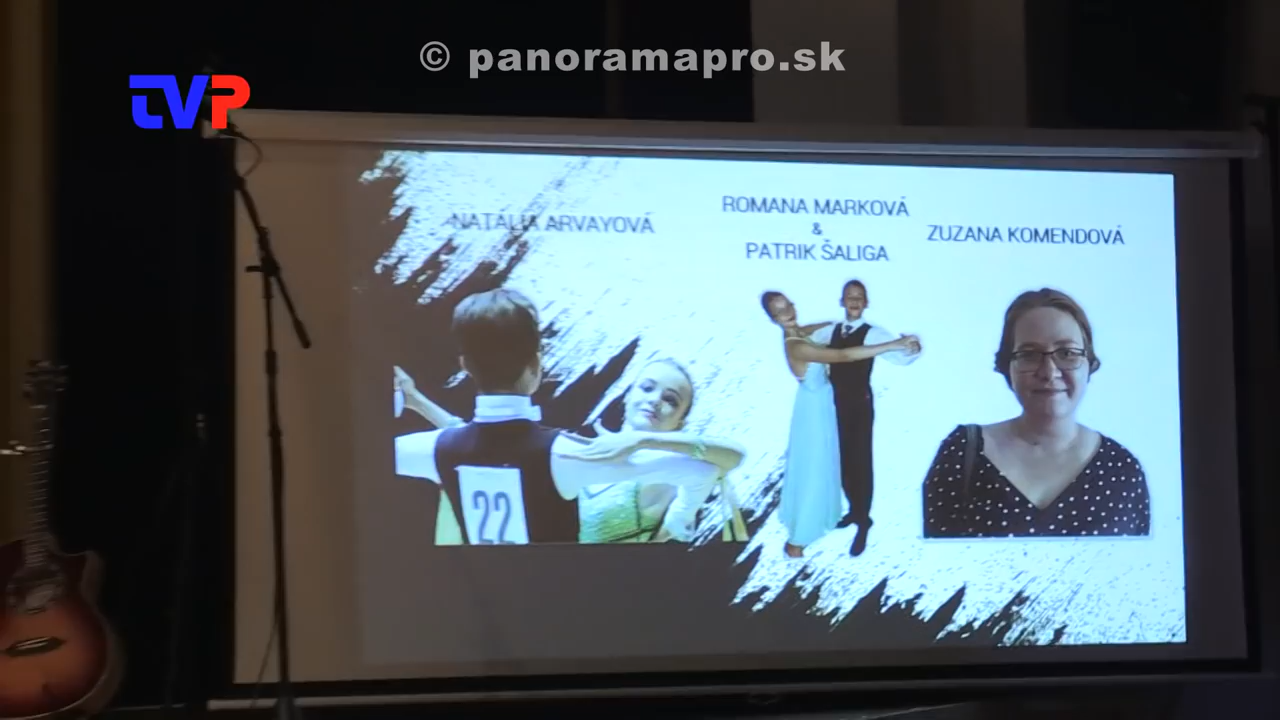 © panoramapro.sk
TVP
NATÁLIA ARVAYOVÁ
ROMANA MARKOVÁ
&
PATRIK ŠALIGA
ZUZANA KOMENDOVÁ
22